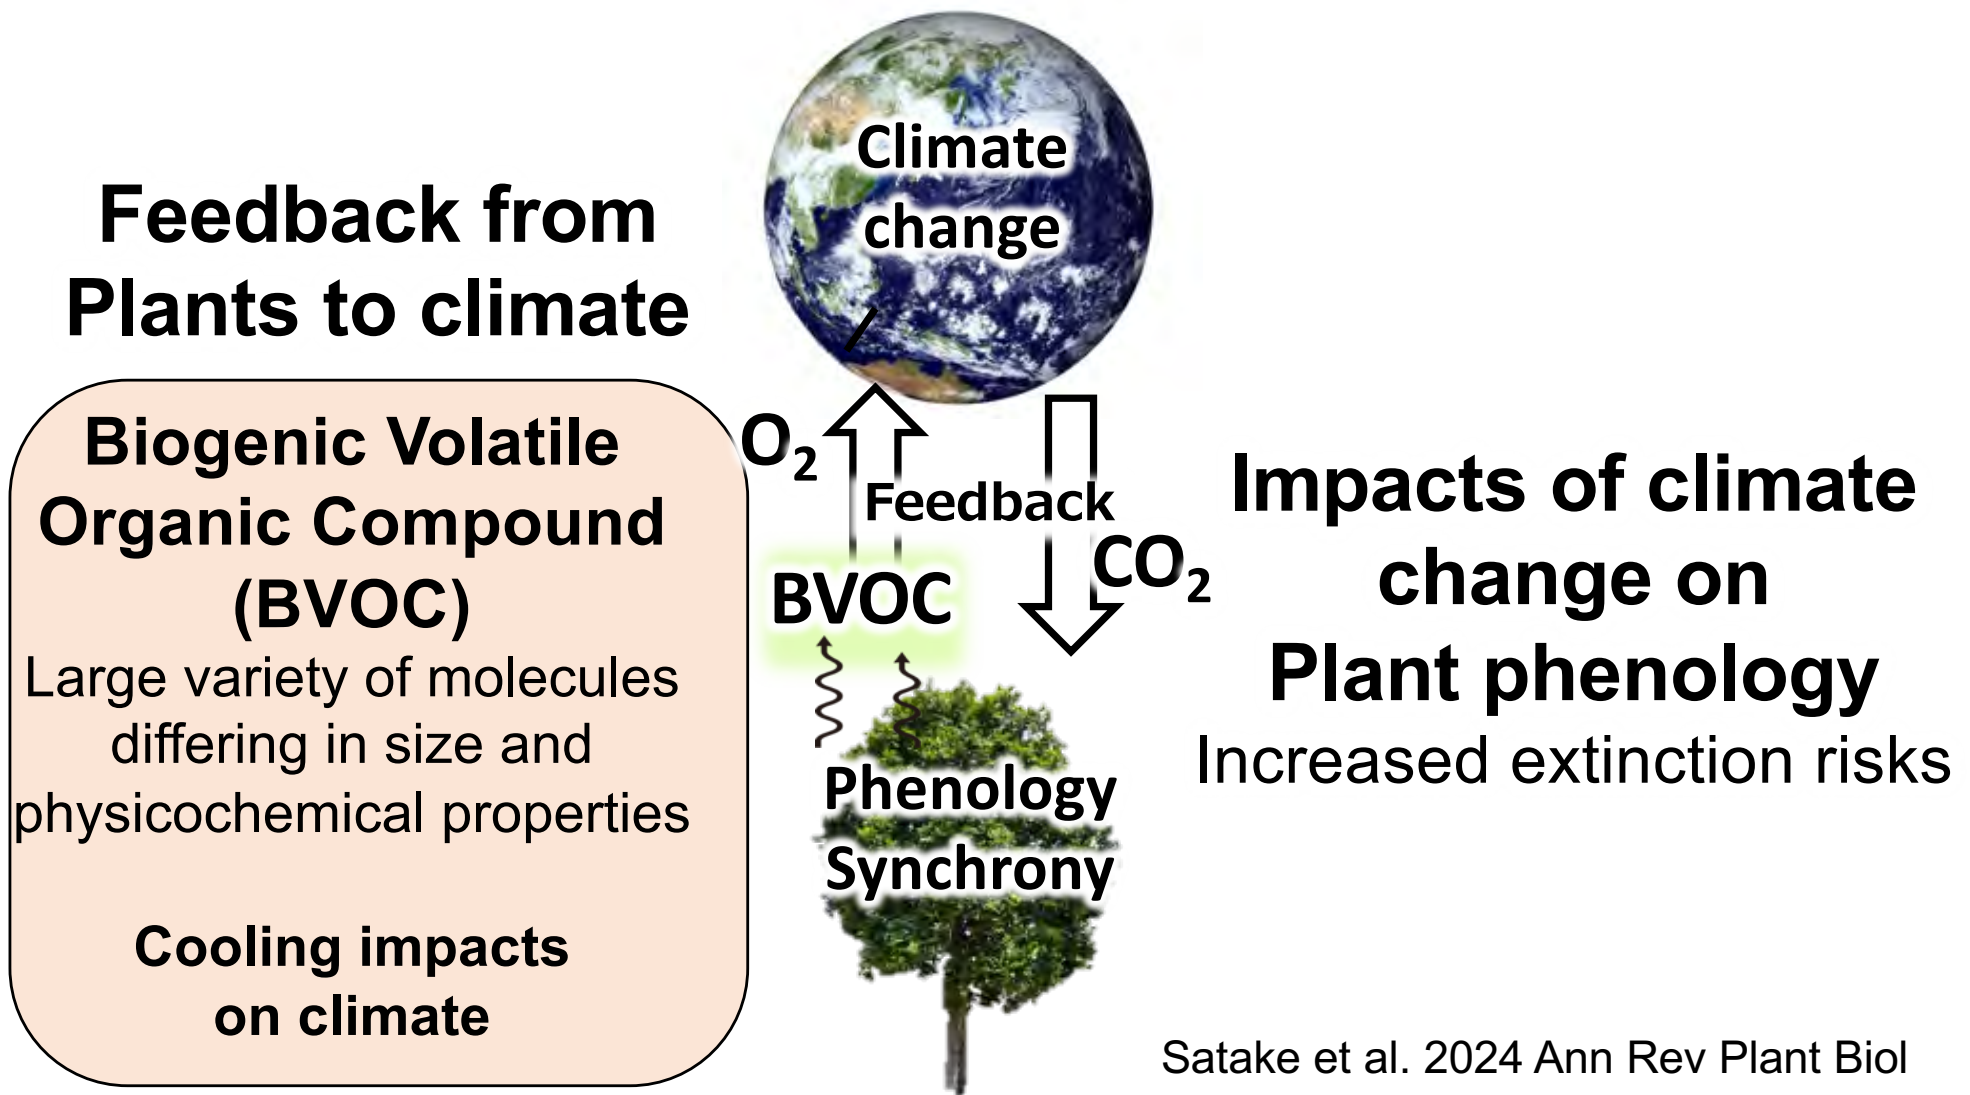 Climate
change
Feedback from
Plants to climate
Biogenic Volatile
Organic Compound
(BVOC)
Large variety of molecules
differing in size and
physicochemical properties
Cooling impacts
on climate
O₂
Feedback
CO₂
BVOC
Phenology
Synchrony
Impacts of climate
change on
Plant phenology
Increased extinction risks
Satake et al. 2024 Ann Rev Plant Biol